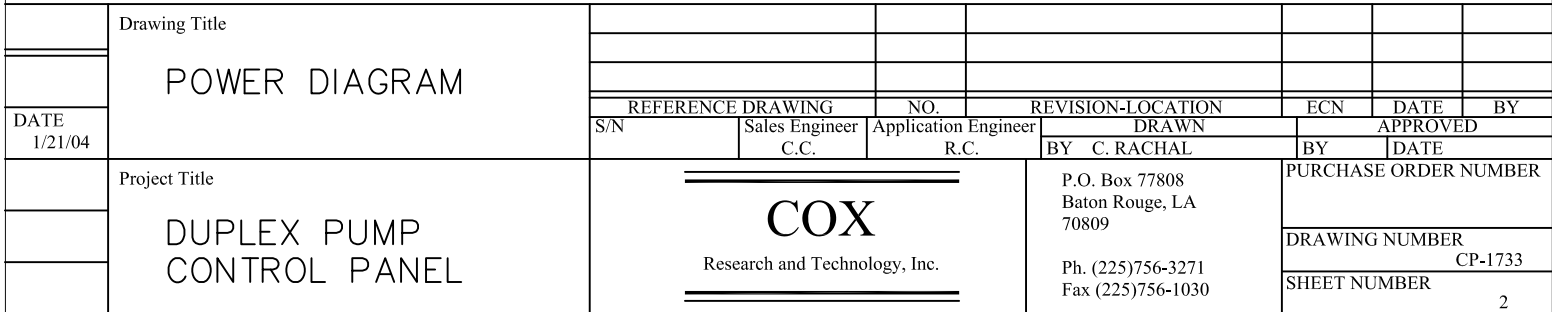 Drawing Title
POWER DIAGRAM
DATE
1/21/04
REFERENCE DRAWING NO. REVISION-LOCATION ECN DATE BY
S/N Sales Engineer Application Engineer DRAWN APPROVED
C.C. R.C. BY C. RACHAL BY DATE
Project Title
DUPLEX PUMP
CONTROL PANEL
COX
Research and Technology, Inc.
P.O. Box 77808
Baton Rouge, LA
70809
Ph. (225)756-3271
Fax (225)756-1030
PURCHASE ORDER NUMBER
DRAWING NUMBER
CP-1733
SHEET NUMBER
2